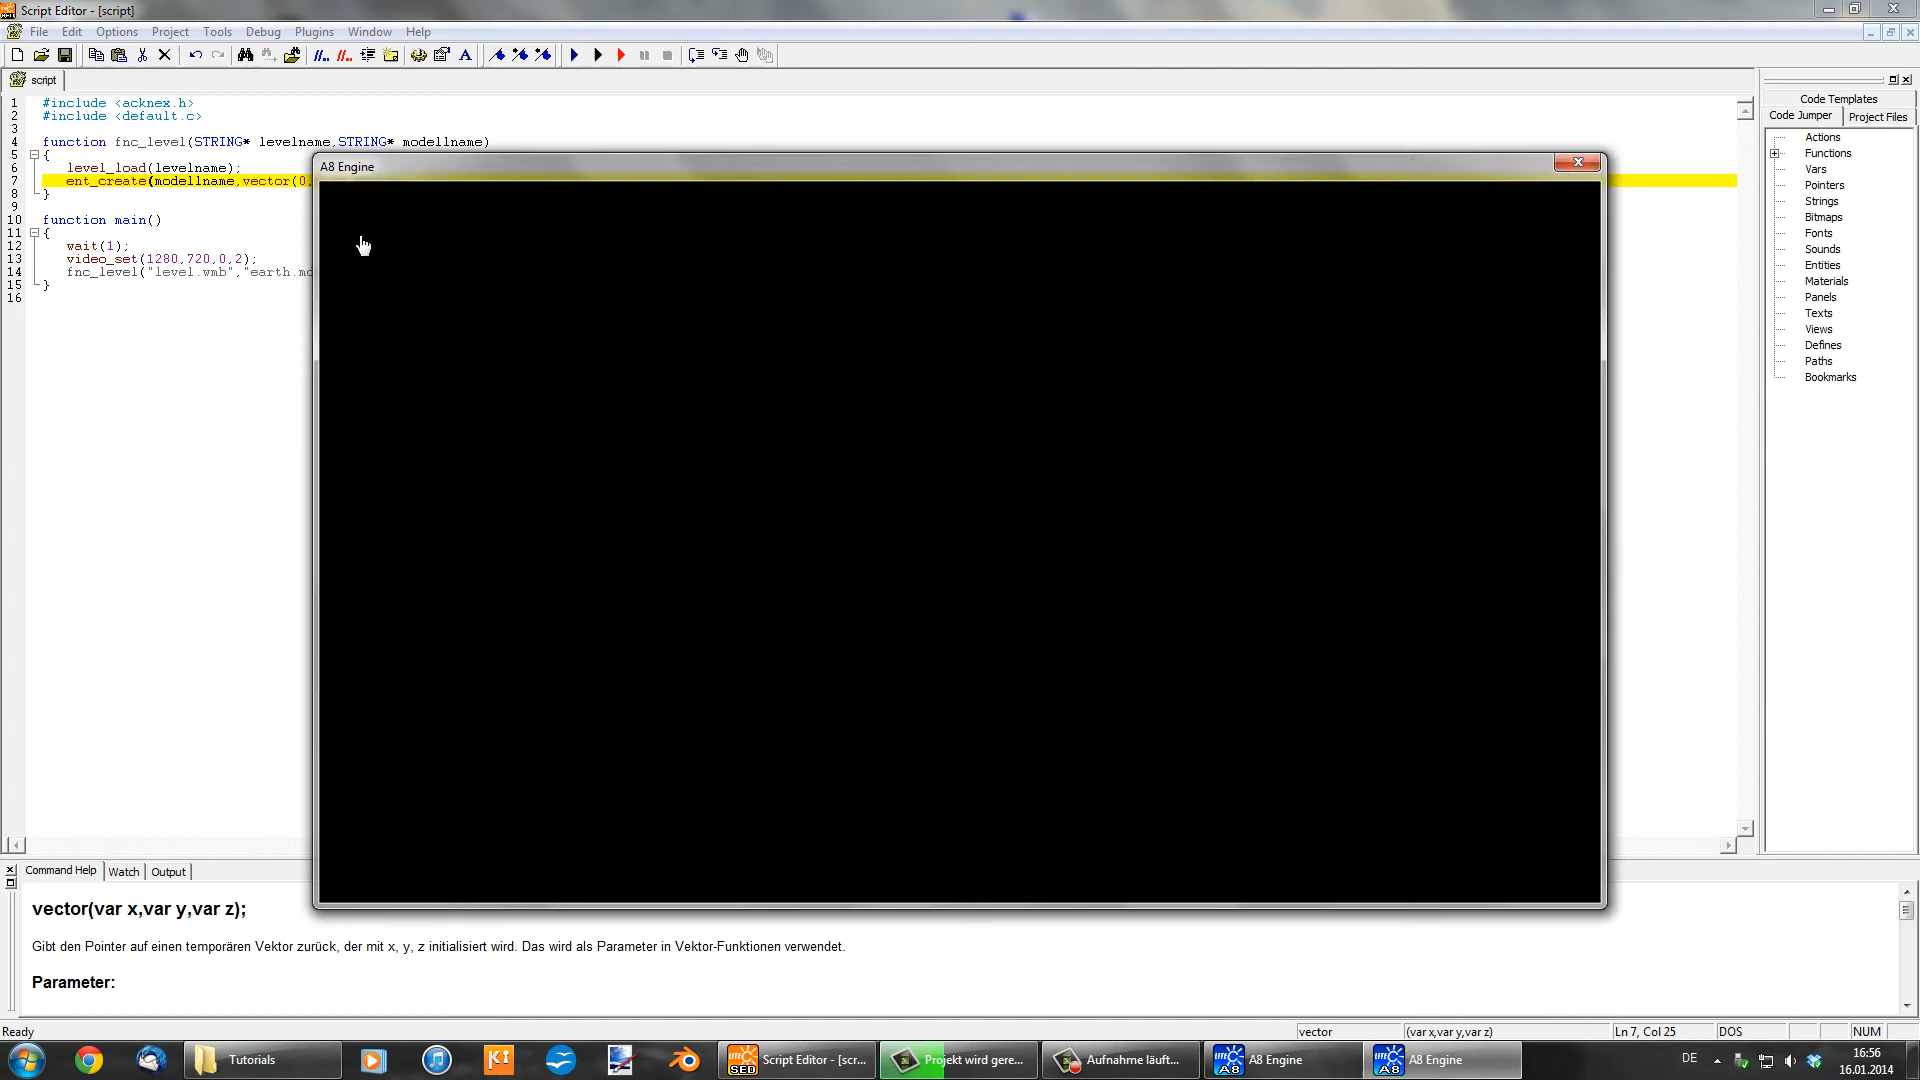 Script Editor - [script]
File Edit Options Project Tools Debug Plugins Window Help
script
1 #include <acknex.h>
2 #include <default.c>
3
4 function fnc_level(STRING* levelname,STRING* modellname)
5 {
6 level_load(levelname);
7 ent_create(modellname,vector(0,
8 }
9
10 function main()
11 {
12 wait(1);
13 video_set(1280,720,0,2);
14 fnc_level("level.wmb","earth.md
15 }
16
A8 Engine
Code Templates
Code Jumper Project Files
Actions
Functions
Vars
Pointers
Strings
Bitmaps
Fonts
Sounds
Entities
Materials
Panels
Texts
Views
Defines
Paths
Bookmarks
Command Help Watch Output
vector(var x,var y,var z);
Gibt den Pointer auf einen temporären Vektor zurück, der mit x, y, z initialisiert wird. Das wird als Parameter in Vektor-Funktionen verwendet.
Parameter:
Ready vector (var x,var y,var z) Ln 7, Col 25 DOS NUM
Tutorials Script Editor - [scr... Projekt wird gere... Aufnahme läuft... A8 Engine A8 Engine DE 16:56
16.01.2014